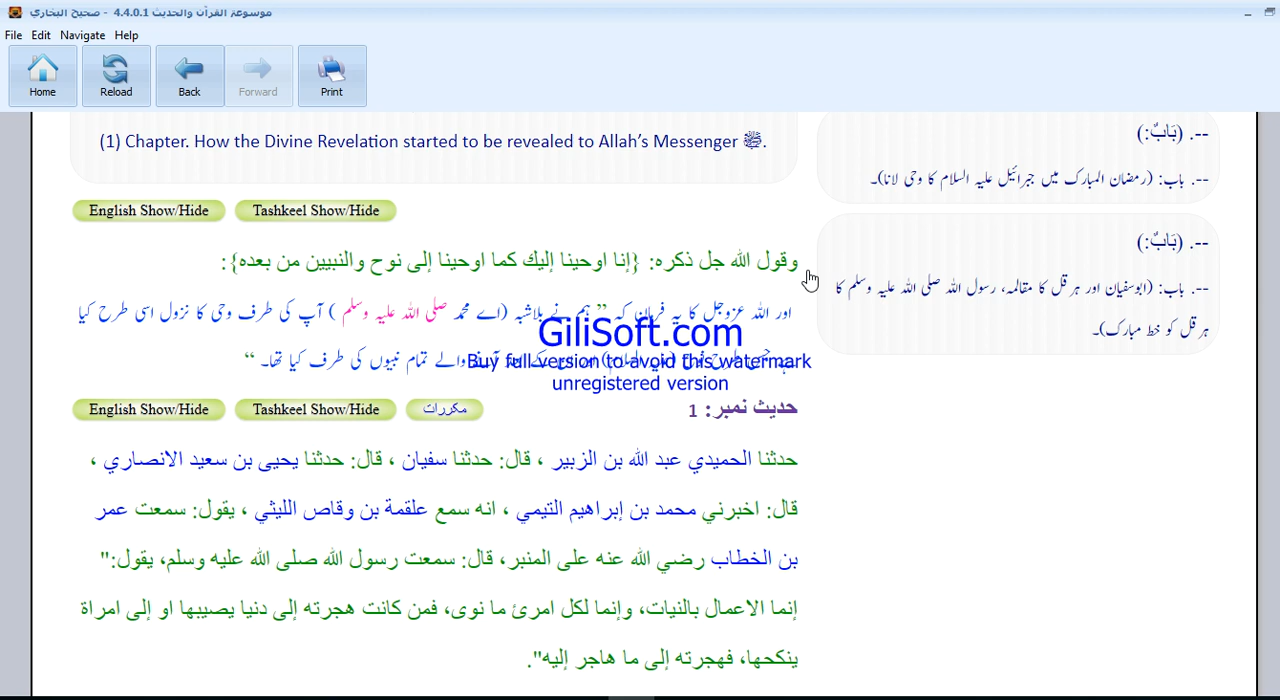 موسوعة القرآن والحديث 4.4.0.1 - صحيح البخاري
File Edit Navigate Help
Home Reload Back Forward Print
(1) Chapter. How the Divine Revelation started to be revealed to Allah’s Messenger ﷺ.
--. (بَابٌ:)
--. باب: (رمضان المبارک میں جبرائیل علیہ السلام کا وحی لانا)۔
--. (بَابٌ:)
--. باب: (ابوسفیان اور ہرقل کا مقالمہ، رسول اللہ صلی اللہ علیہ وسلم کا
ہرقل کو خط مبارک)۔
English Show/Hide Tashkeel Show/Hide
وقول الله جل ذكره: {إنا اوحينا إليك كما اوحينا إلى نوح والنبيين من بعده}:
اور اللہ عزوجل کا یہ فرمان کہ ”ہم نے بلاشبہ (اے محمد صلی اللہ علیہ وسلم ) آپ کی طرف وحی کا نزول اسی طرح کیا
والے تمام نبیوں کی طرف کیا تھا۔“
GiliSoft.com
Buy full version to avoid this watermark
unregistered version
حدیث نمبر: 1
مکررات Tashkeel Show/Hide English Show/Hide
حدثنا الحميدي عبد الله بن الزبير ، قال: حدثنا سفيان ، قال: حدثنا يحيى بن سعيد الانصاري ،
قال: اخبرني محمد بن إبراهيم التيمي ، انه سمع علقمة بن وقاص الليثي ، يقول: سمعت عمر
بن الخطاب رضي الله عنه على المنبر، قال: سمعت رسول الله صلى الله عليه وسلم، يقول:"
إنما الاعمال بالنيات، وإنما لكل امرئ ما نوى، فمن كانت هجرته إلى دنيا يصيبها او إلى امراة
ينكحها، فهجرته إلى ما هاجر إليه".